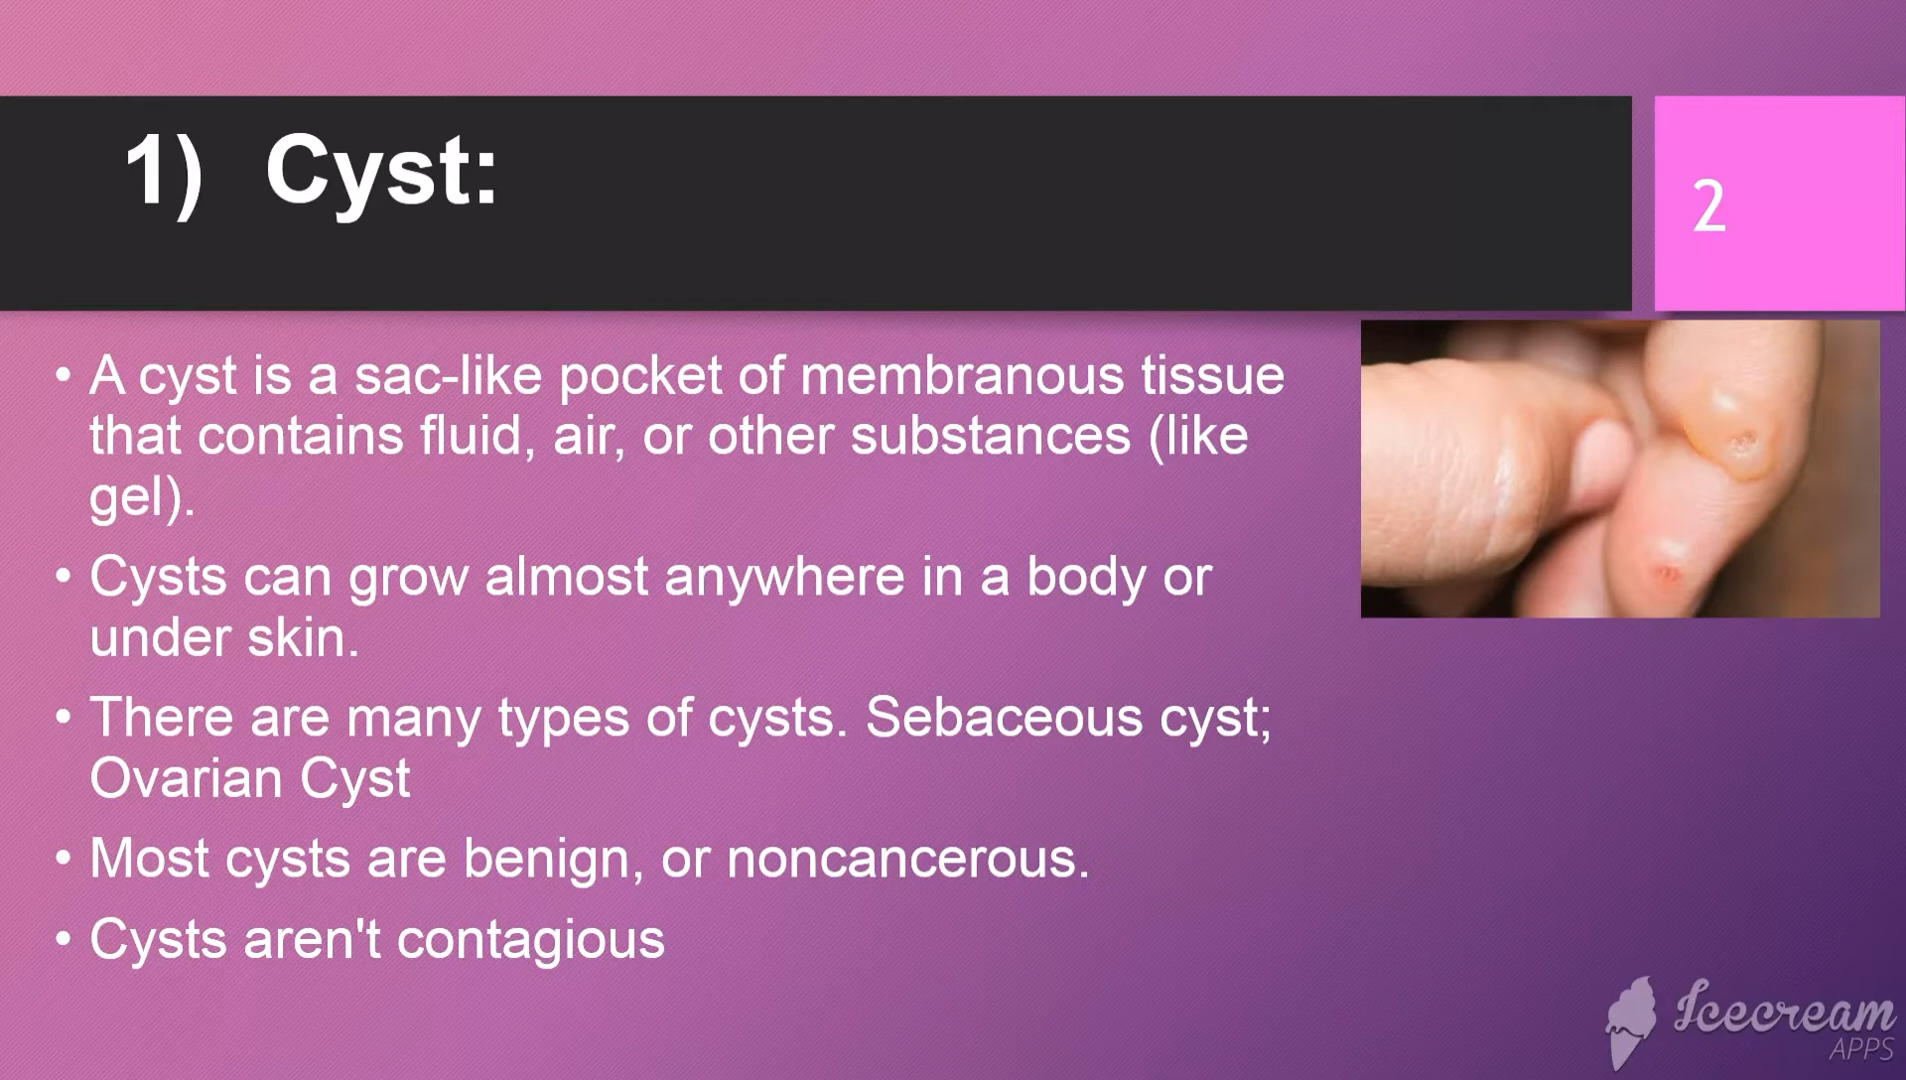 1) Cyst:
2
• A cyst is a sac-like pocket of membranous tissue
that contains fluid, air, or other substances (like
gel).
• Cysts can grow almost anywhere in a body or
under skin.
• There are many types of cysts. Sebaceous cyst;
Ovarian Cyst
• Most cysts are benign, or noncancerous.
• Cysts aren't contagious
Icecream
APPS